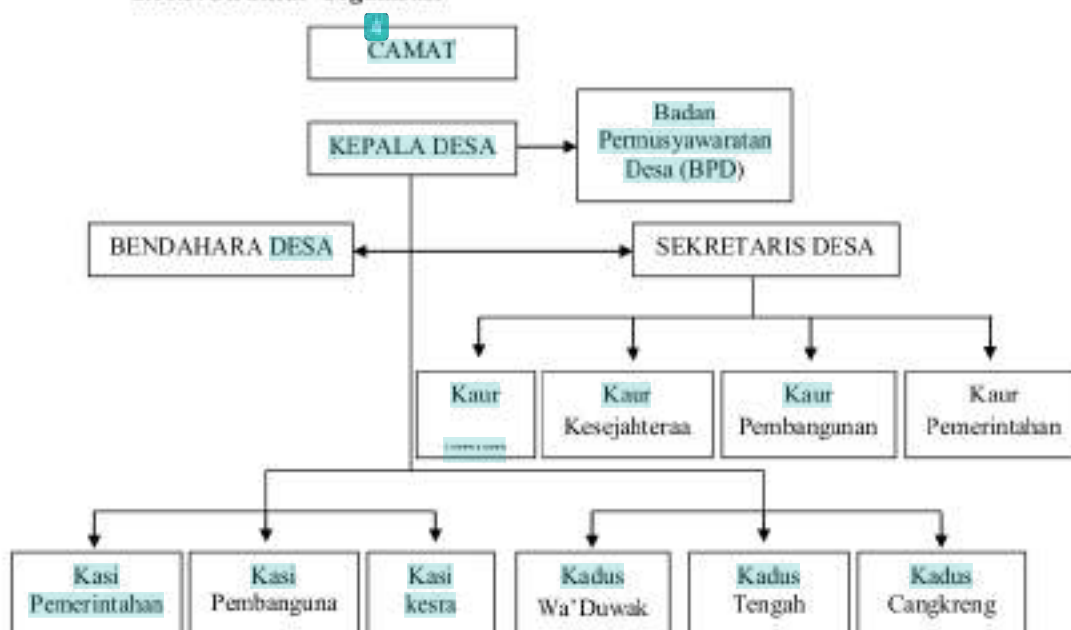 CAMAT
KEPALA DESA
Badan
Permusyawaratan
Desa (BPD)
BENDAHARA DESA
SEKRETARIS DESA
Kaur
Kaur
Kesejahteraa
Kaur
Pembangunan
Kaur
Pemerintahan
Kasi
Pemerintahan
Kasi
Pembanguna
Kasi
kesra
Kadus
Wa'Duwak
Kadus
Tengah
Kadus
Cangkreng